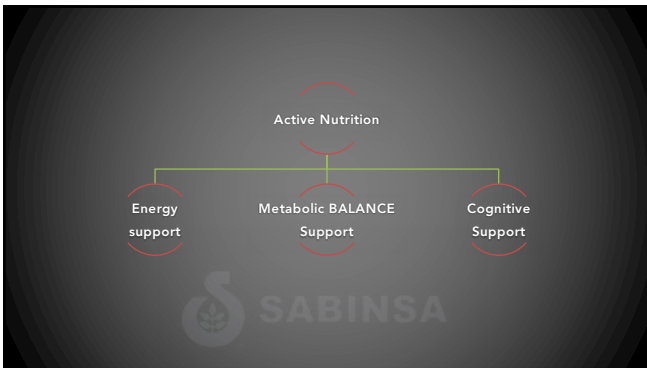 Active Nutrition
Energy
support
Metabolic BALANCE
Support
Cognitive
Support
SABINSA